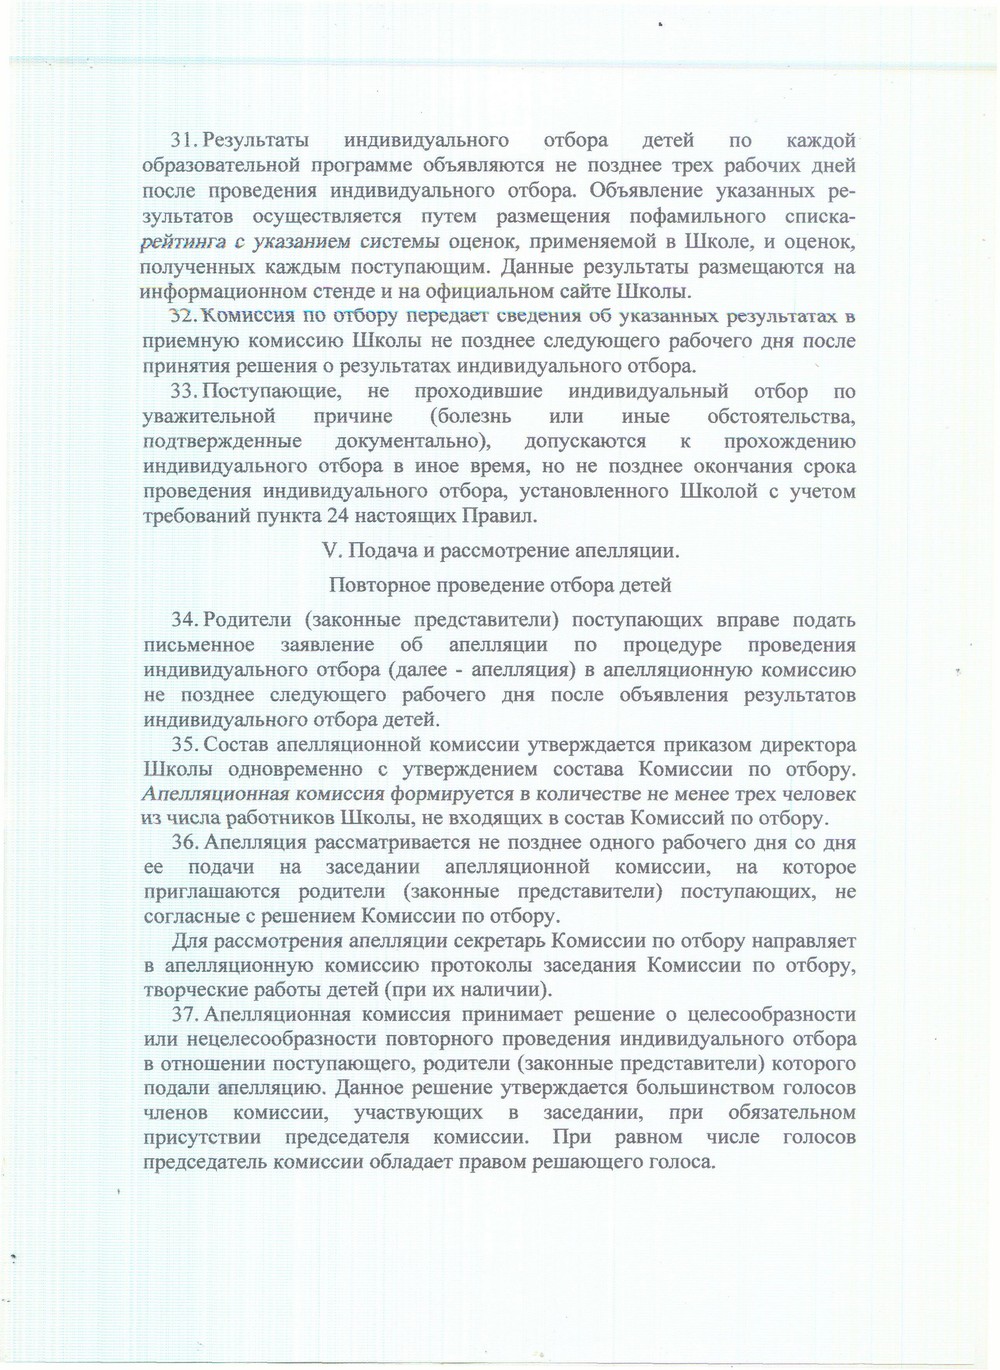 31. Результаты индивидуального отбора детей по каждой
образовательной программе объявляются не позднее трех рабочих дней
после проведения индивидуального отбора. Объявление указанных ре-
зультатов осуществляется путем размещения пофамильного списка-
рейтинга с указанием системы оценок, применяемой в Школе, и оценок,
полученных каждым поступающим. Данные результаты размещаются на
информационном стенде и на официальном сайте Школы.
32. Комиссия по отбору передает сведения об указанных результатах в
приемную комиссию Школы не позднее следующего рабочего дня после
принятия решения о результатах индивидуального отбора.
33. Поступающие, не проходившие индивидуальный отбор по
уважительной причине (болезнь или иные обстоятельства,
подтвержденные документально), допускаются к прохождению
индивидуального отбора в иное время, но не позднее окончания срока
проведения индивидуального отбора, установленного Школой с учетом
требований пункта 24 настоящих Правил.
V. Подача и рассмотрение апелляции.
Повторное проведение отбора детей
34. Родители (законные представители) поступающих вправе подать
письменное заявление об апелляции по процедуре проведения
индивидуального отбора (далее - апелляция) в апелляционную комиссию
не позднее следующего рабочего дня после объявления результатов
индивидуального отбора детей.
35. Состав апелляционной комиссии утверждается приказом директора
Школы одновременно с утверждением состава Комиссии по отбору.
Апелляционная комиссия формируется в количестве не менее трех человек
из числа работников Школы, не входящих в состав Комиссий по отбору.
36. Апелляция рассматривается не позднее одного рабочего дня со дня
ее подачи на заседании апелляционной комиссии, на которое
приглашаются родители (законные представители) поступающих, не
согласные с решением Комиссии по отбору.
Для рассмотрения апелляции секретарь Комиссии по отбору направляет
в апелляционную комиссию протоколы заседания Комиссии по отбору,
творческие работы детей (при их наличии).
37. Апелляционная комиссия принимает решение о целесообразности
или нецелесообразности повторного проведения индивидуального отбора
в отношении поступающего, родители (законные представители) которого
подали апелляцию. Данное решение утверждается большинством голосов
членов комиссии, участвующих в заседании, при обязательном
присутствии председателя комиссии. При равном числе голосов
председатель комиссии обладает правом решающего голоса.